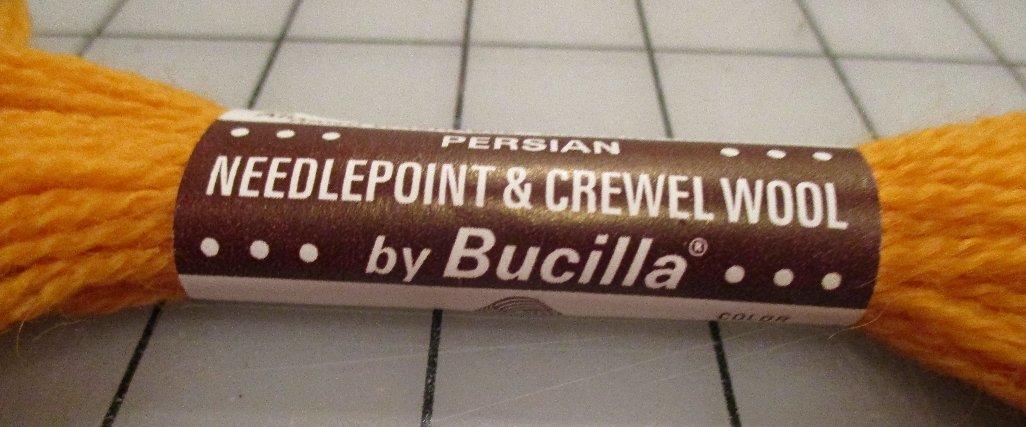 PERSIAN
NEEDLEPOINT & CREWEL WOOL
by Bucilla®
COLOR